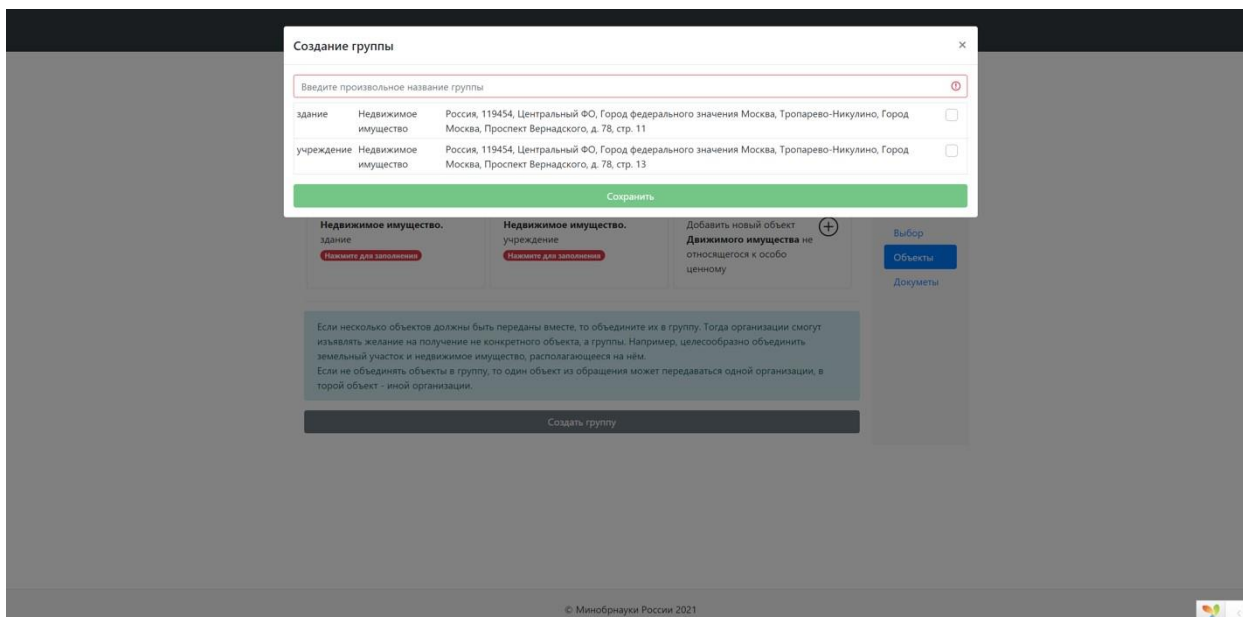 Создание группы
×
Введите произвольное название группы
здание Недвижимое имущество Россия, 119454, Центральный ФО, Город федерального значения Москва, Тропарево-Никулино, Город
Москва, Проспект Вернадского, д. 78, стр. 11
учреждение Недвижимое имущество Россия, 119454, Центральный ФО, Город федерального значения Москва, Тропарево-Никулино, Город
Москва, Проспект Вернадского, д. 78, стр. 13
Сохранить
Недвижимое имущество.
здание
Нажмите для заполнения
Недвижимое имущество.
учреждение
Нажмите для заполнения
Добавить новый объект
Движимого имущества не
относящегося к особо
ценному
Выбор
Объекты
Докуметы
Если несколько объектов должны быть переданы вместе, то объедините их в группу. Тогда организации смогут
изъявлять желание на получение не конкретного объекта, а группы. Например, целесообразно объединить
земельный участок и недвижимое имущество, располагающееся на нём.
Если не объединять объекты в группу, то один объект из обращения может передаваться одной организации, в
торой объект - иной организации.
Создать группу
© Минобрнауки России 2021